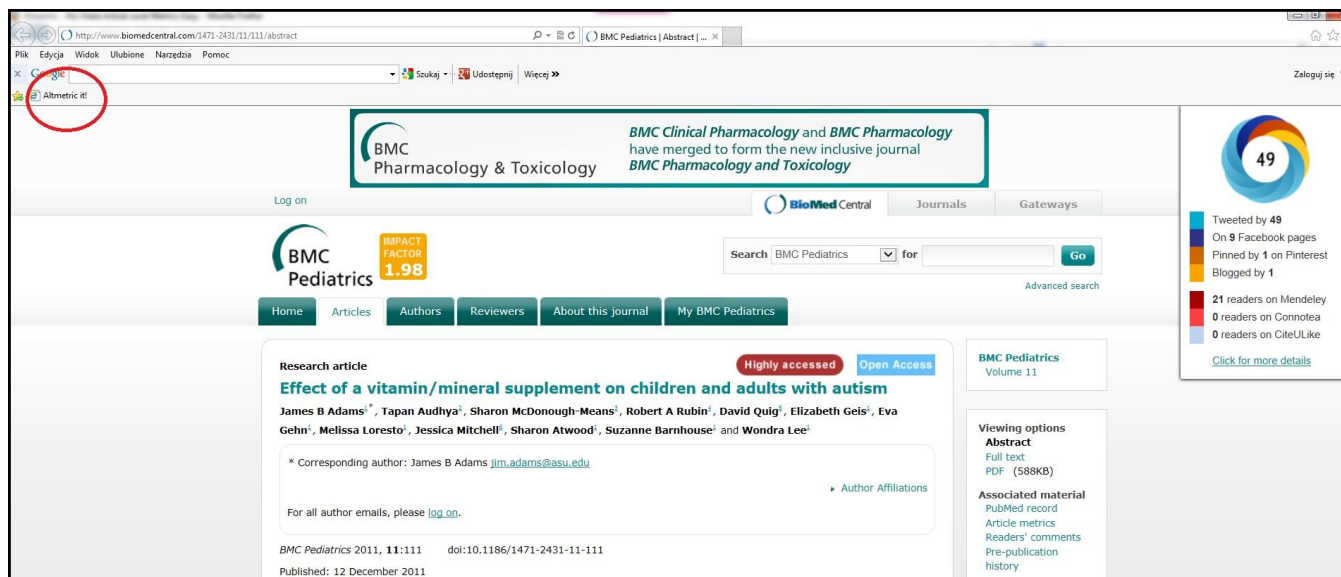 http://www.biomedcentral.com/1471-2431/11/111/abstract
BMC Pediatrics | Abstract | ... ×
Plik Edycja Widok Ulubione Narzędzia Pomoc
x Google Szukaj Udostępnij Więcej »
Zaloguj się
Altmetric it!
BMC
Pharmacology & Toxicology
BMC Clinical Pharmacology and BMC Pharmacology
have merged to form the new inclusive journal
BMC Pharmacology and Toxicology
Log on
BioMed Central Journals Gateways
BMC
Pediatrics
IMPACT
FACTOR
1.98
Search BMC Pediatrics for Go
Advanced search
Home Articles Authors Reviewers About this journal My BMC Pediatrics
Research article
Highly accessed Open Access
Effect of a vitamin/mineral supplement on children and adults with autism
James B Adams1*, Tapan Audhya2, Sharon McDonough-Means3, Robert A Rubin4, David Quig5, Elizabeth Geis1, Eva
Gehn1, Melissa Loresto1, Jessica Mitchell6, Sharon Atwood1, Suzanne Barnhouse1 and Wondra Lee1
* Corresponding author: James B Adams jim.adams@asu.edu
Author Affiliations
For all author emails, please log on.
BMC Pediatrics 2011, 11:111 doi:10.1186/1471-2431-11-111
Published: 12 December 2011
BMC Pediatrics
Volume 11
Viewing options
Abstract
Full text
PDF (588KB)
Associated material
PubMed record
Article metrics
Readers' comments
Pre-publication
history
49
Tweeted by 49
On 9 Facebook pages
Pinned by 1 on Pinterest
Blogged by 1
21 readers on Mendeley
0 readers on Connotea
0 readers on CiteULike
Click for more details